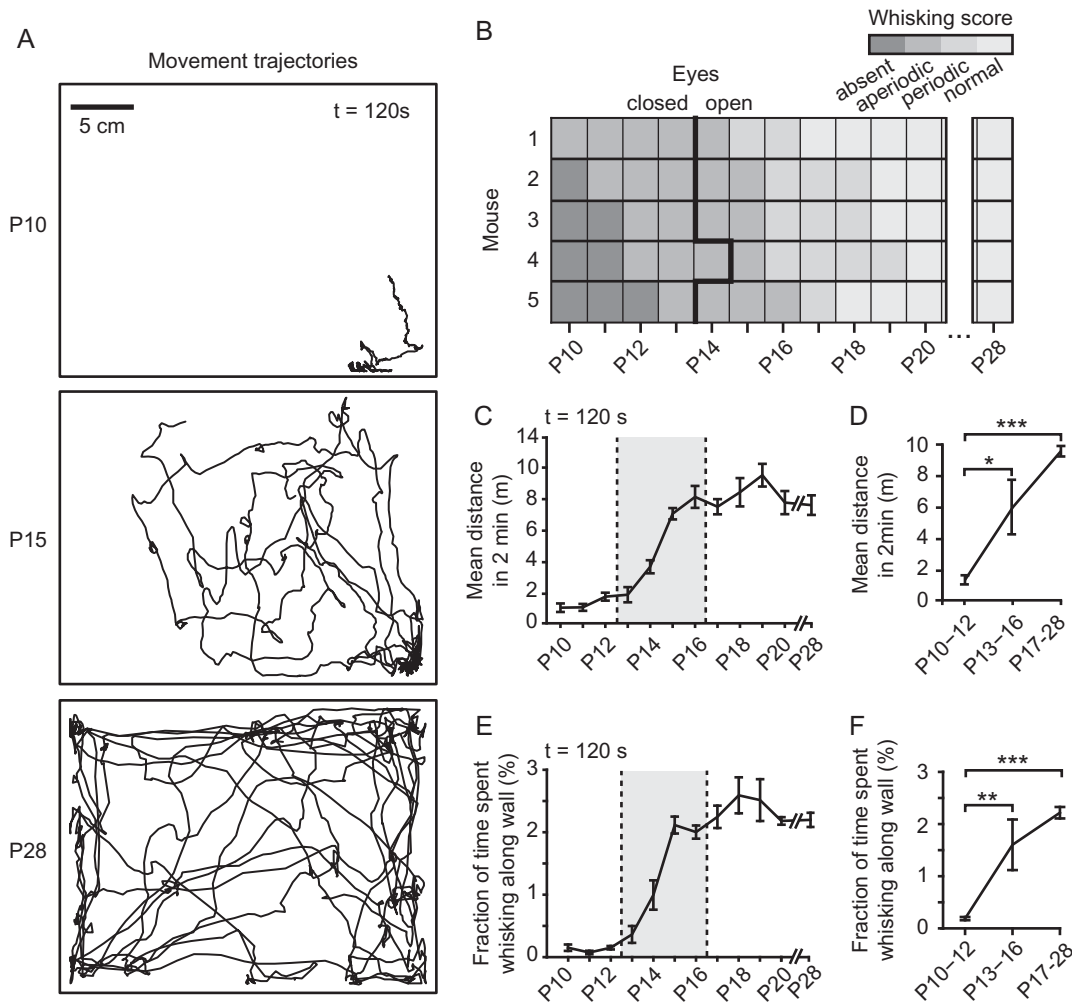 A
Movement trajectories
5 cm
t = 120s
P10
P15
P28
B
Whisking score
absent
aperiodic
periodic
normal
Eyes
closed open
Mouse
1
2
3
4
5
P10
P12
P14
P16
P18
P20
...
P28
C
t = 120 s
Mean distance
in 2 min (m)
14
12
10
8
6
4
2
0
P10
P12
P14
P16
P18
P20
P28
D
Mean distance
in 2min (m)
10
8
6
4
2
0
*
***
P10–12
P13–16
P17-28
E
t = 120 s
Fraction of time spent
whisking along wall (%)
3
2
1
0
P10
P12
P14
P16
P18
P20
P28
F
Fraction of time spent
whisking along wall (%)
3
2
1
0
**
***
P10–12
P13–16
P17-28